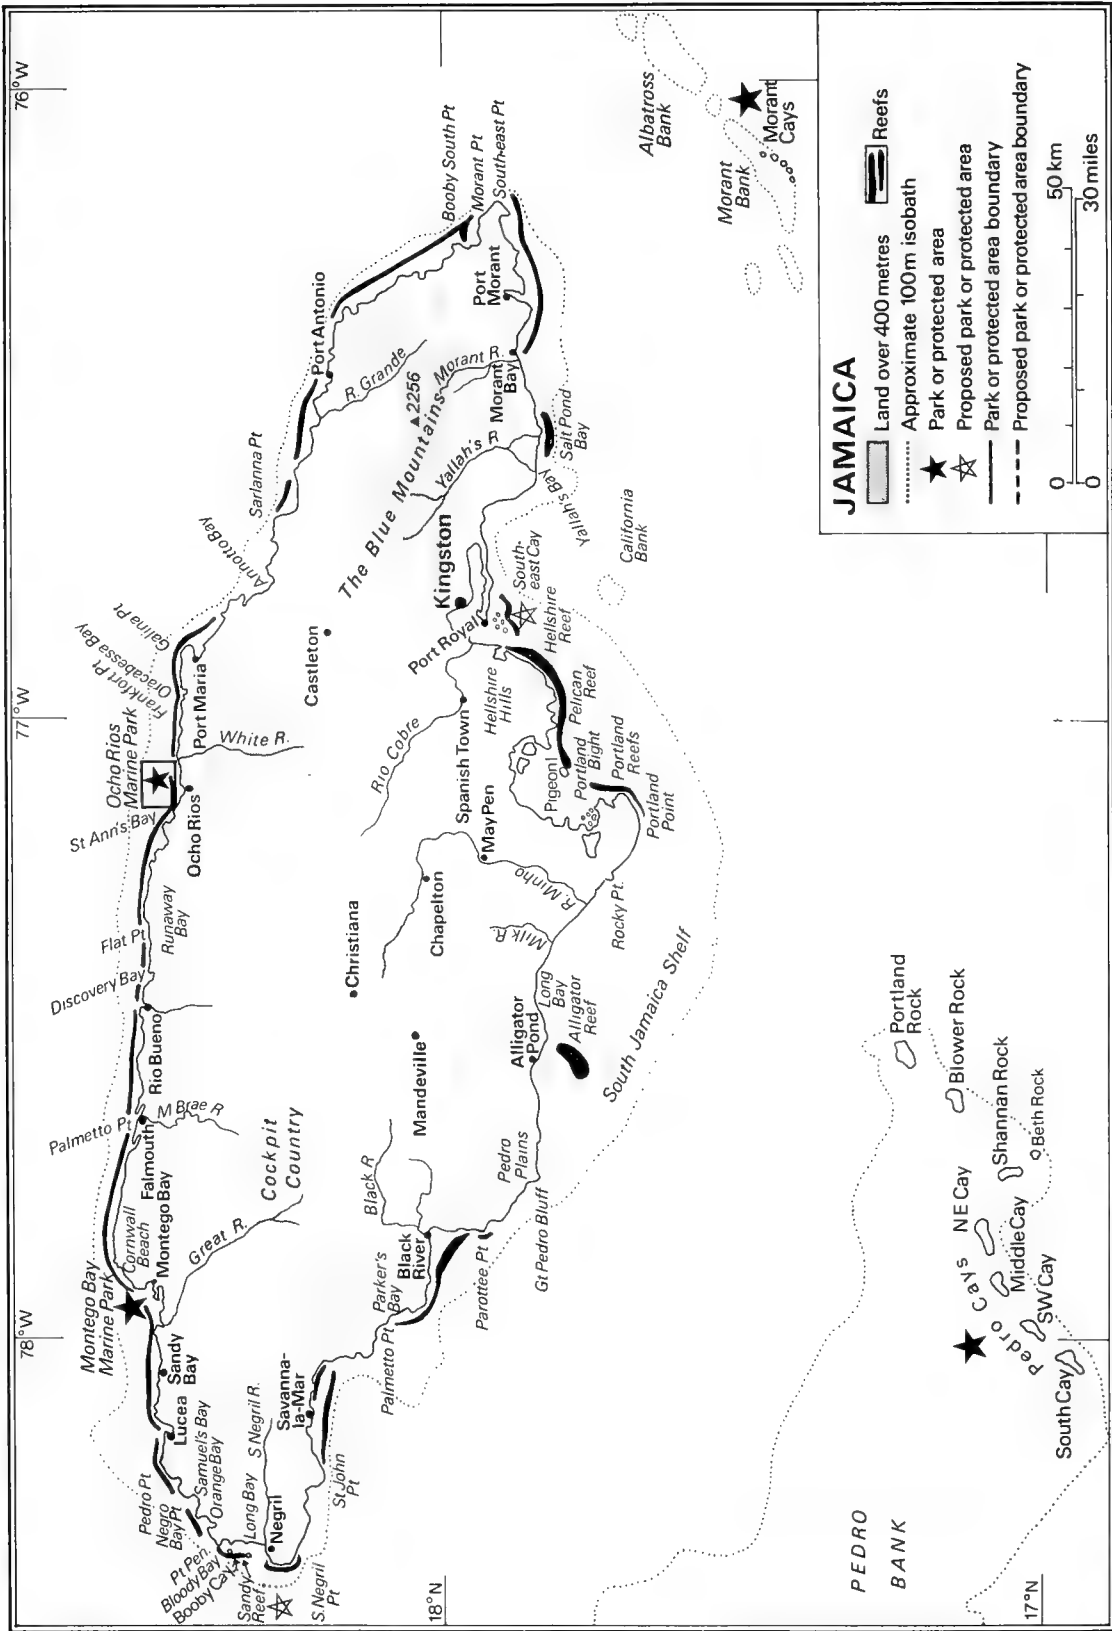 76°W
77°W
78°W
18°N
17°N
Montego Bay
Marine Park
Cornwall
Beach
Montego Bay
Falmouth
Palmetto Pt
M Brae R
Rio Bueno
Discovery Bay
Flat Pt
Runaway
Bay
St Ann's Bay
Ocho Rios
Marine Park
Ocho Rios
White R.
Frankfort Pt
Oracabessa Bay
Galina Pt
Port Maria
Annotto Bay
Sarlanna Pt
Port Antonio
R. Grande
Booby South Pt
Morant Pt
South-east Pt
Port
Morant
Morant R.
Morant
Bay
▲2256
The Blue Mountains
Yallah's R
Salt Pond
Bay
Yallah's Bay
California
Bank
Castleton
Kingston
Port Royal
South-
east Cay
Hellshire
Reef
Hellshire
Hills
Pelican
Reef
Rio Cobre
Spanish Town
May Pen
Pigeon I
Portland
Bight
Portland
Reefs
Portland
Point
R. Minho
Rocky Pt.
Chapelton
Christiana
Milk R.
Long
Bay
Alligator
Pond
Alligator
Reef
South Jamaica Shelf
Mandeville
Cockpit
Country
Great R.
Black R
Pedro
Plains
Gt Pedro Bluff
Black
River
Parker's
Bay
Parottee Pt
Palmetto Pt
Sandy
Bay
Lucea
Samuel's Bay
Orange Bay
Pedro Pt
Negro
Bay Pt
Pt Pen.
Bloody Bay
Booby Cay
Sandy
Reef
Long Bay
S Negril R.
Negril
S. Negril
Pt
Savanna-
la-Mar
St John
Pt
Albatross
Bank
Morant
Bank
Morant
Cays
PEDRO
BANK
Pedro Cays
NE Cay
Middle Cay
SW Cay
South Cay
Shannan Rock
Beth Rock
Blower Rock
Portland
Rock
JAMAICA
Land over 400 metres
Reefs
Approximate 100m isobath
Park or protected area
Proposed park or protected area
Park or protected area boundary
Proposed park or protected area boundary
0 50 km
0 30 miles